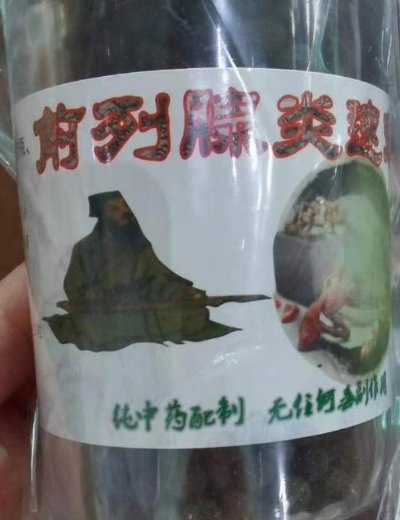 前列腺炎
纯中药配制 无任何毒副作用